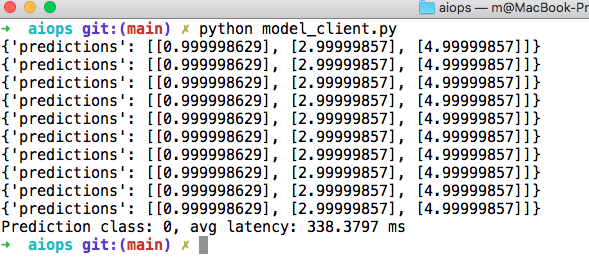 aiops — m@MacBook-Pr
➜ aiops git:(main) ✗ python model_client.py
{'predictions': [[0.999998629], [2.99999857], [4.99999857]]}
{'predictions': [[0.999998629], [2.99999857], [4.99999857]]}
{'predictions': [[0.999998629], [2.99999857], [4.99999857]]}
{'predictions': [[0.999998629], [2.99999857], [4.99999857]]}
{'predictions': [[0.999998629], [2.99999857], [4.99999857]]}
{'predictions': [[0.999998629], [2.99999857], [4.99999857]]}
{'predictions': [[0.999998629], [2.99999857], [4.99999857]]}
{'predictions': [[0.999998629], [2.99999857], [4.99999857]]}
{'predictions': [[0.999998629], [2.99999857], [4.99999857]]}
{'predictions': [[0.999998629], [2.99999857], [4.99999857]]}
Prediction class: 0, avg latency: 338.3797 ms
➜ aiops git:(main) ✗